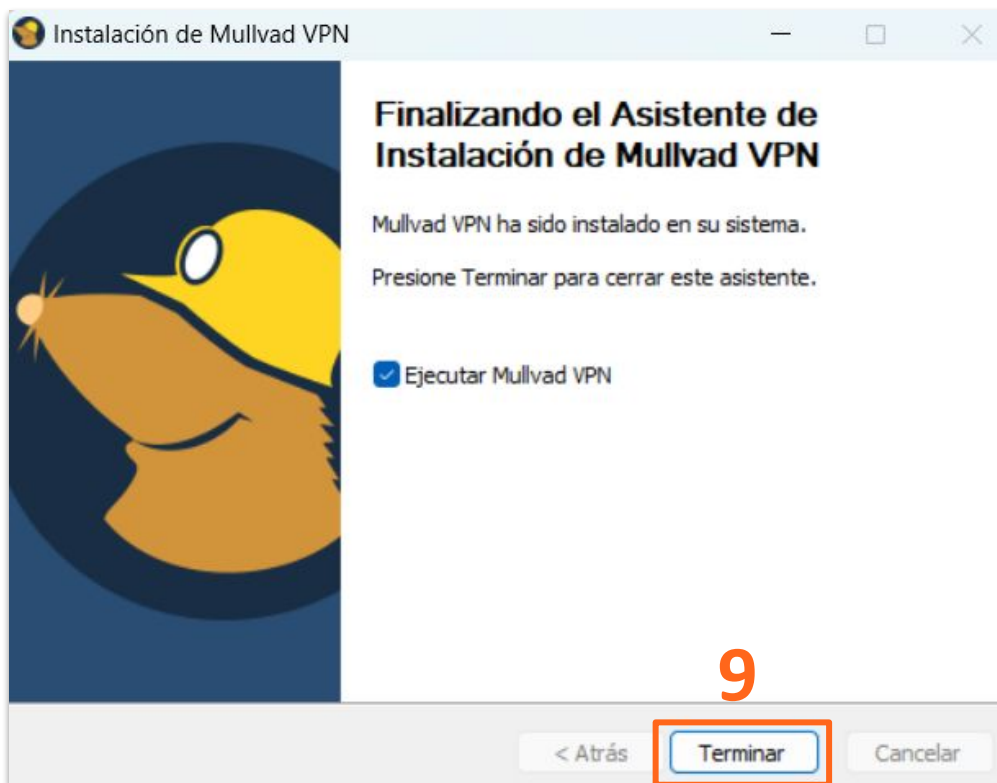 Instalación de Mullvad VPN
Finalizando el Asistente de
Instalación de Mullvad VPN
Mullvad VPN ha sido instalado en su sistema.
Presione Terminar para cerrar este asistente.
Ejecutar Mullvad VPN
9
< Atrás Terminar Cancelar